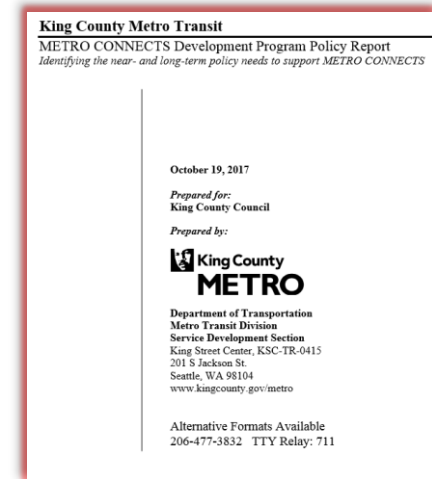 King County Metro Transit
METRO CONNECTS Development Program Policy Report
Identifying the near- and long-term policy needs to support METRO CONNECTS
October 19, 2017
Prepared for:
King County Council
Prepared by:
King County
METRO
Department of Transportation
Metro Transit Division
Service Development Section
King Street Center, KSC-TR-0415
201 S Jackson St.
Seattle, WA 98104
www.kingcounty.gov/metro
Alternative Formats Available
206-477-3832 TTY Relay: 711